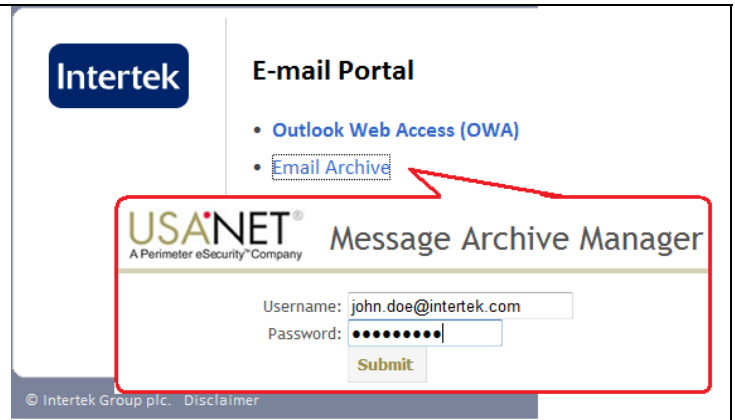 Intertek
E-mail Portal
• Outlook Web Access (OWA)
• Email Archive
USA.NET®
A Perimeter eSecurity™ Company
Message Archive Manager
Username: john.doe@intertek.com
Password: •••••••••
Submit
© Intertek Group plc. Disclaimer